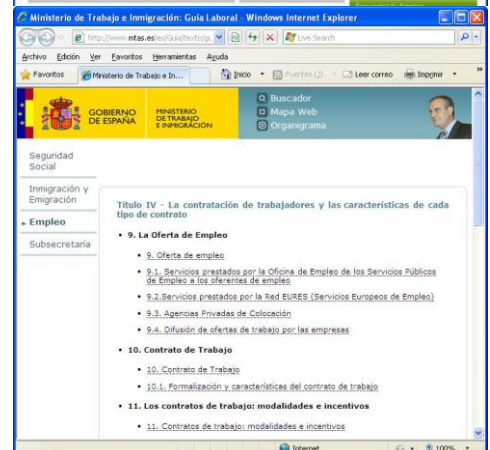 Ministerio de Trabajo e Inmigración: Guía Laboral - Windows Internet Explorer
http://www.mtas.es/es/Guia/texto/
Live Search
Archivo Edición Ver Favoritos Herramientas Ayuda
Favoritos Ministerio de Trabajo e In... Inicio Fuentes Leer correo Imprimir
GOBIERNO DE ESPAÑA
MINISTERIO DE TRABAJO E INMIGRACIÓN
Buscador
Mapa Web
Organigrama
Seguridad
Social
Inmigración y
Emigración
Empleo
Subsecretaría
Título IV - La contratación de trabajadores y las características de cada
tipo de contrato
• 9. La Oferta de Empleo
• 9. Oferta de empleo
• 9.1. Servicios prestados por la Oficina de Empleo de los Servicios Públicos
de Empleo a los oferentes de empleo
• 9.2.Servicios prestados por la Red EURES (Servicios Europeos de Empleo)
• 9.3. Agencias Privadas de Colocación
• 9.4. Difusión de ofertas de trabajo por las empresas
• 10. Contrato de Trabajo
• 10. Contrato de Trabajo
• 10.1. Formalización y características del contrato de trabajo
• 11. Los contratos de trabajo: modalidades e incentivos
• 11. Contratos de trabajo: modalidades e incentivos
Internet 100%